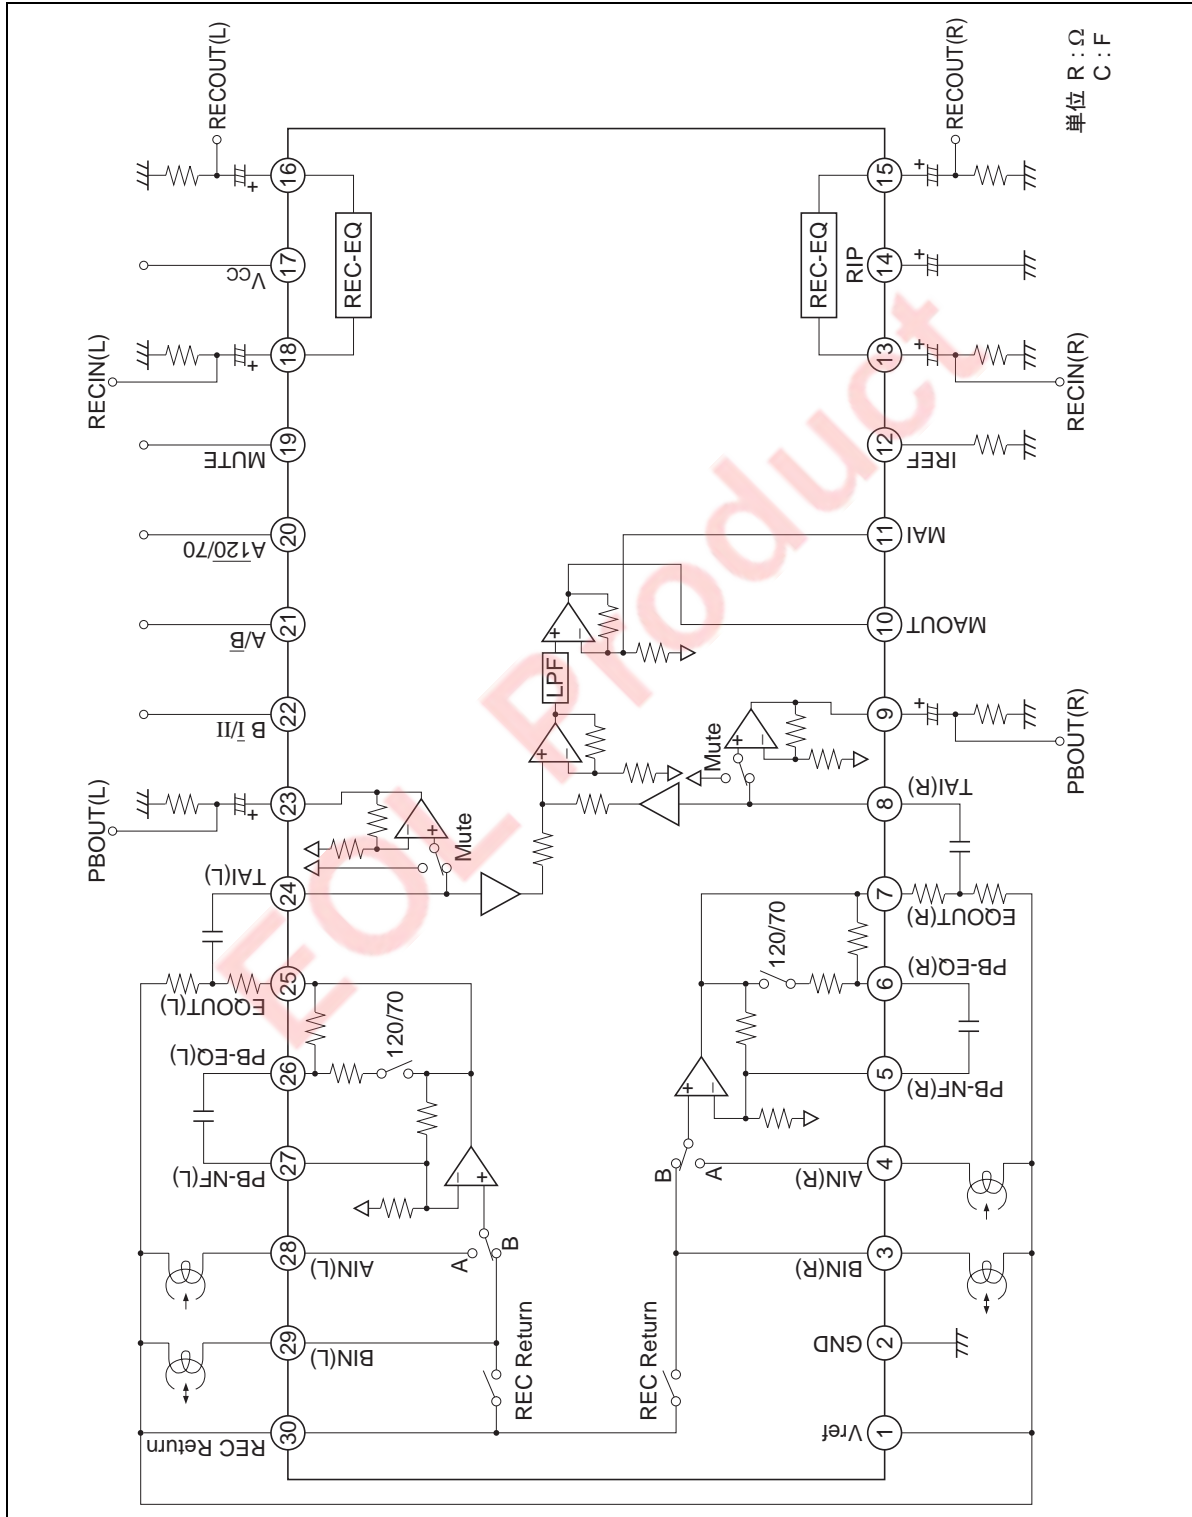 RECOUT(L)
RECOUT(R)
単位 R : Ω
C : F
16
15
REC-EQ
REC-EQ
17
VCC
14
RIP
18
RECIN(L)
13
RECIN(R)
19
MUTE
12
IREF
20
A120/70
11
MAI
21
A/B
10
MAOUT
22
B I/II
LPF
+
−
+
−
9
PBOUT(R)
Mute
+
−
23
PBOUT(L)
−
+
Mute
24
TAI(L)
8
TAI(R)
25
EQOUT(L)
7
EQOUT(R)
120/70
120/70
26
PB-EQ(L)
6
PB-EQ(R)
27
PB-NF(L)
5
PB-NF(R)
−
+
+
−
28
AIN(L)
A
B
B
A
4
AIN(R)
29
BIN(L)
3
BIN(R)
REC Return
REC Return
2
GND
30
REC Return
1
Vref
EOL Product